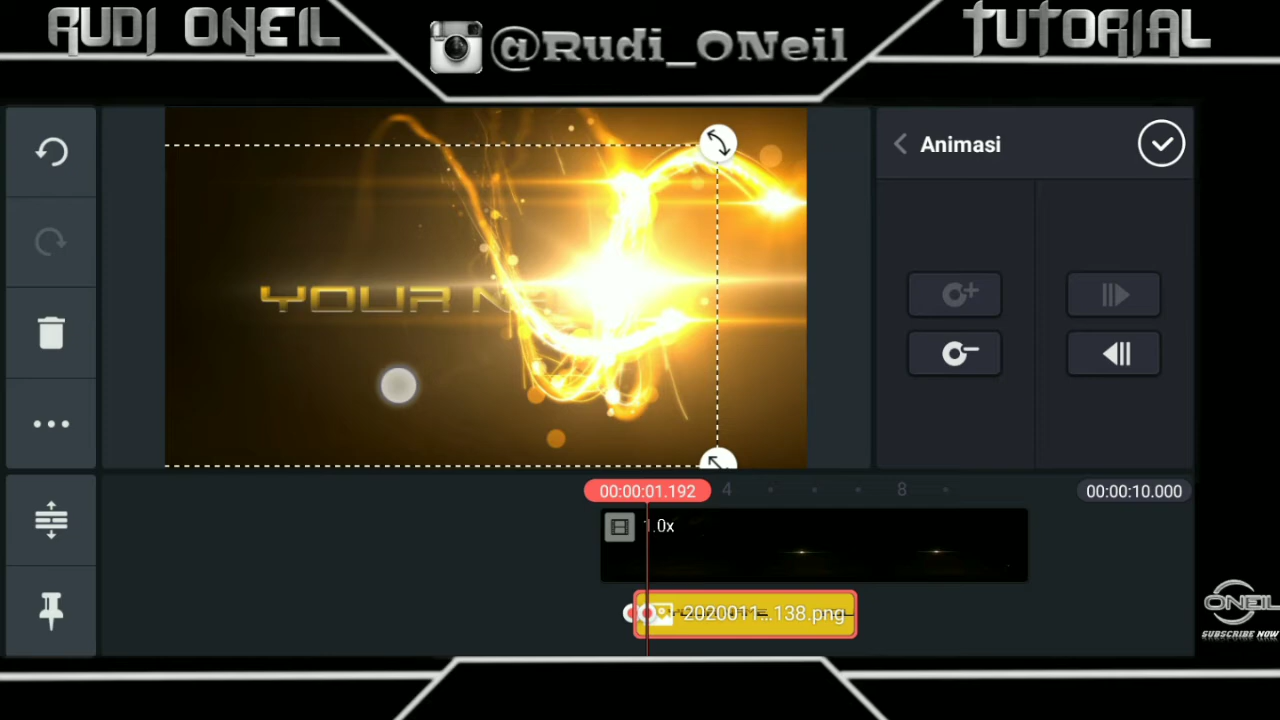 RUDI ONEIL
@Rudi_ONeil
TUTORIAL
Animasi
YOUR N
00:00:01.192
4
8
00:00:10.000
1.0x
2020011...138.png
ONEIL
SUBSCRIBE NOW